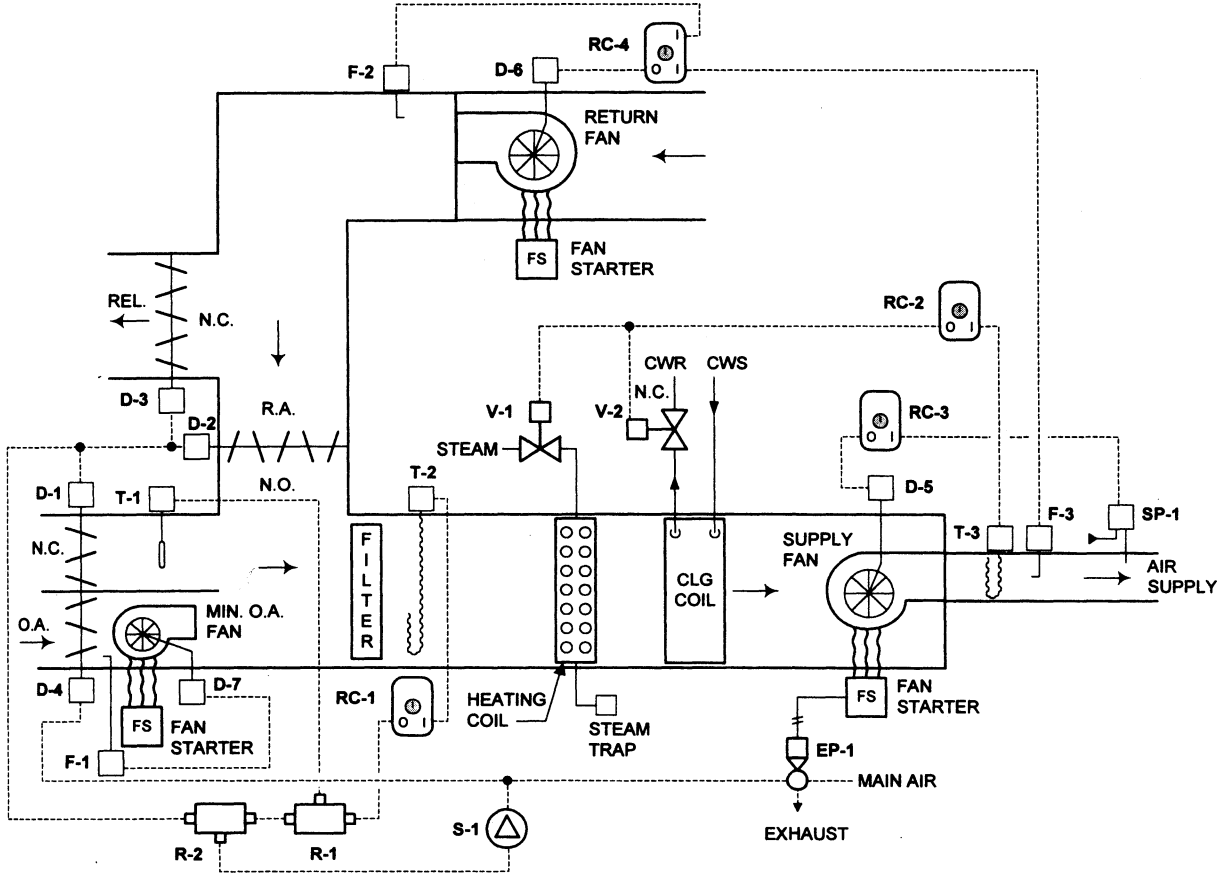 RC-4
I
O I
F-2
D-6
RETURN
FAN
FS
FAN
STARTER
REL.
N.C.
RC-2
O I
CWR
CWS
N.C.
D-3
D-2
R.A.
V-1
V-2
RC-3
O I
STEAM
N.O.
T-2
D-1
T-1
D-5
N.C.
FILTER
SUPPLY
FAN
T-3
F-3
SP-1
CLG
COIL
AIR
SUPPLY
MIN. O.A.
FAN
O.A.
D-4
D-7
RC-1
O I
HEATING
COIL
STEAM
TRAP
FS
FAN
STARTER
FS
FAN
STARTER
F-1
EP-1
MAIN AIR
S-1
EXHAUST
R-2
R-1